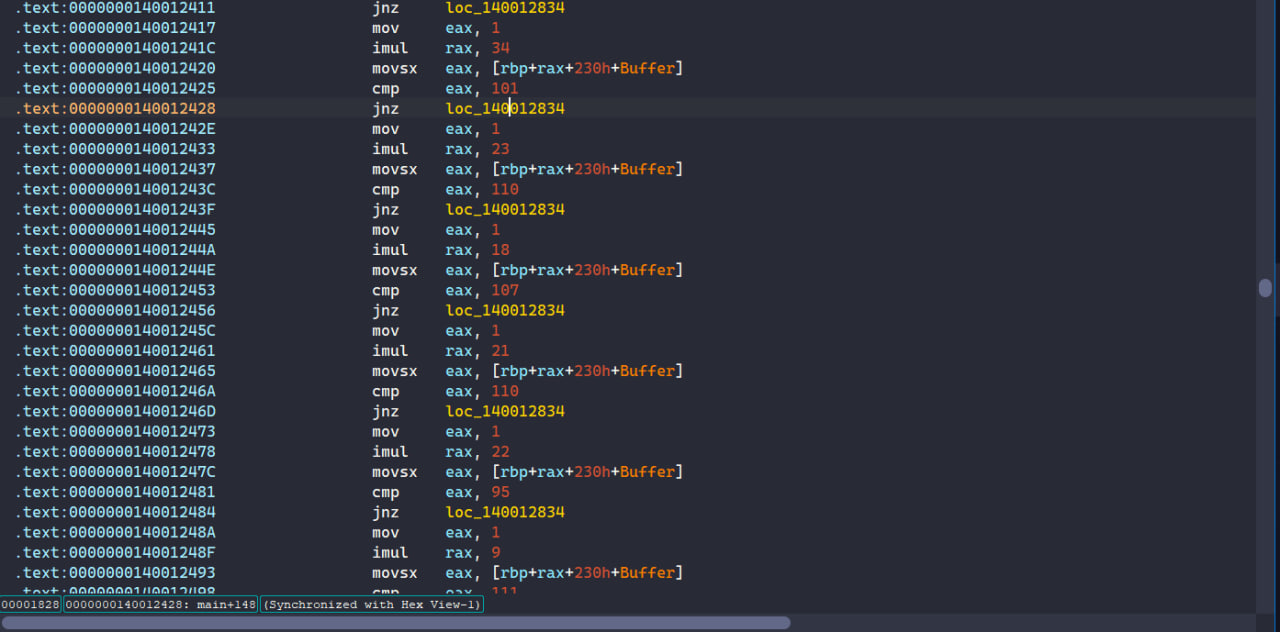 .text:0000000140012411 jnz loc_140012834
.text:0000000140012417 mov eax, 1
.text:000000014001241C imul rax, 34
.text:0000000140012420 movsx eax, [rbp+rax+230h+Buffer]
.text:0000000140012425 cmp eax, 101
.text:0000000140012428 jnz loc_140012834
.text:000000014001242E mov eax, 1
.text:0000000140012433 imul rax, 23
.text:0000000140012437 movsx eax, [rbp+rax+230h+Buffer]
.text:000000014001243C cmp eax, 110
.text:000000014001243F jnz loc_140012834
.text:0000000140012445 mov eax, 1
.text:000000014001244A imul rax, 18
.text:000000014001244E movsx eax, [rbp+rax+230h+Buffer]
.text:0000000140012453 cmp eax, 107
.text:0000000140012456 jnz loc_140012834
.text:000000014001245C mov eax, 1
.text:0000000140012461 imul rax, 21
.text:0000000140012465 movsx eax, [rbp+rax+230h+Buffer]
.text:000000014001246A cmp eax, 110
.text:000000014001246D jnz loc_140012834
.text:0000000140012473 mov eax, 1
.text:0000000140012478 imul rax, 22
.text:000000014001247C movsx eax, [rbp+rax+230h+Buffer]
.text:0000000140012481 cmp eax, 95
.text:0000000140012484 jnz loc_140012834
.text:000000014001248A mov eax, 1
.text:000000014001248F imul rax, 9
.text:0000000140012493 movsx eax, [rbp+rax+230h+Buffer]
.text:0000000140012498 cmp eax, 111
00001828 0000000140012428: main+148 (Synchronized with Hex View-1)